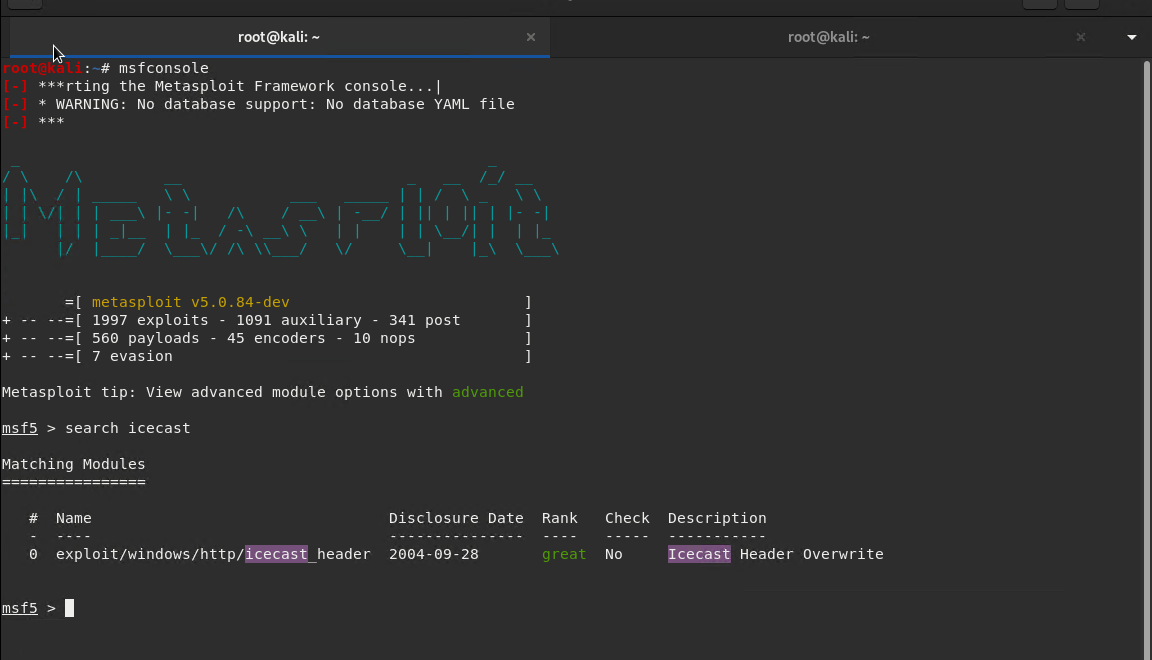 root@kali: ~ × root@kali: ~ ×
root@kali:~# msfconsole
[-] ***rting the Metasploit Framework console...|
[-] * WARNING: No database support: No database YAML file
[-] ***
Metasploit
=[ metasploit v5.0.84-dev ]
+ -- --=[ 1997 exploits - 1091 auxiliary - 341 post ]
+ -- --=[ 560 payloads - 45 encoders - 10 nops ]
+ -- --=[ 7 evasion ]
Metasploit tip: View advanced module options with advanced
msf5 > search icecast
Matching Modules
================
# Name Disclosure Date Rank Check Description
- ---- --------------- ---- ----- -----------
0 exploit/windows/http/icecast_header 2004-09-28 great No Icecast Header Overwrite
msf5 >